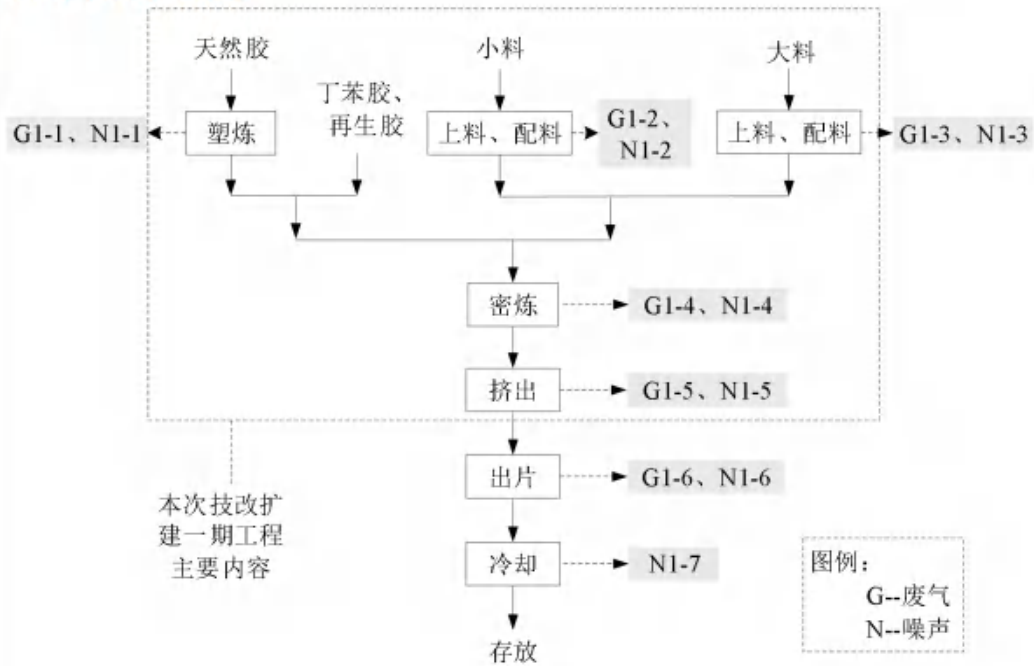 天然胶
小料
大料
丁苯胶、
再生胶
G1-1、N1-1
塑炼
上料、配料
G1-2、
N1-2
上料、配料
G1-3、N1-3
密炼
G1-4、N1-4
挤出
G1-5、N1-5
出片
G1-6、N1-6
本次技改扩
建一期工程
主要内容
冷却
N1-7
图例：
G--废气
N--噪声
存放